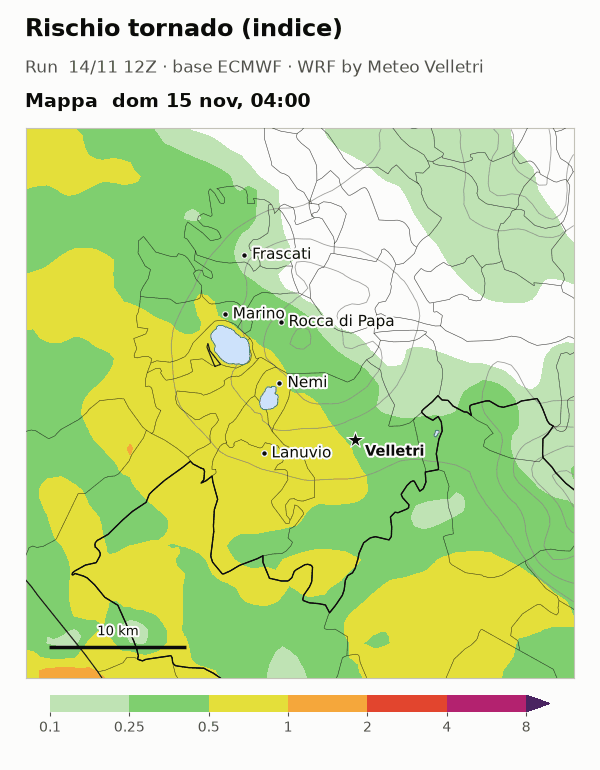 Rischio tornado (indice)
Run  14/11 12Z · base ECMWF · WRF by Meteo Velletri
Mappa  dom 15 nov, 04:00
Frascati
Marino
Rocca di Papa
Nemi
Velletri
Lanuvio
10 km
0.1 0.25 0.5 1 2 4 8